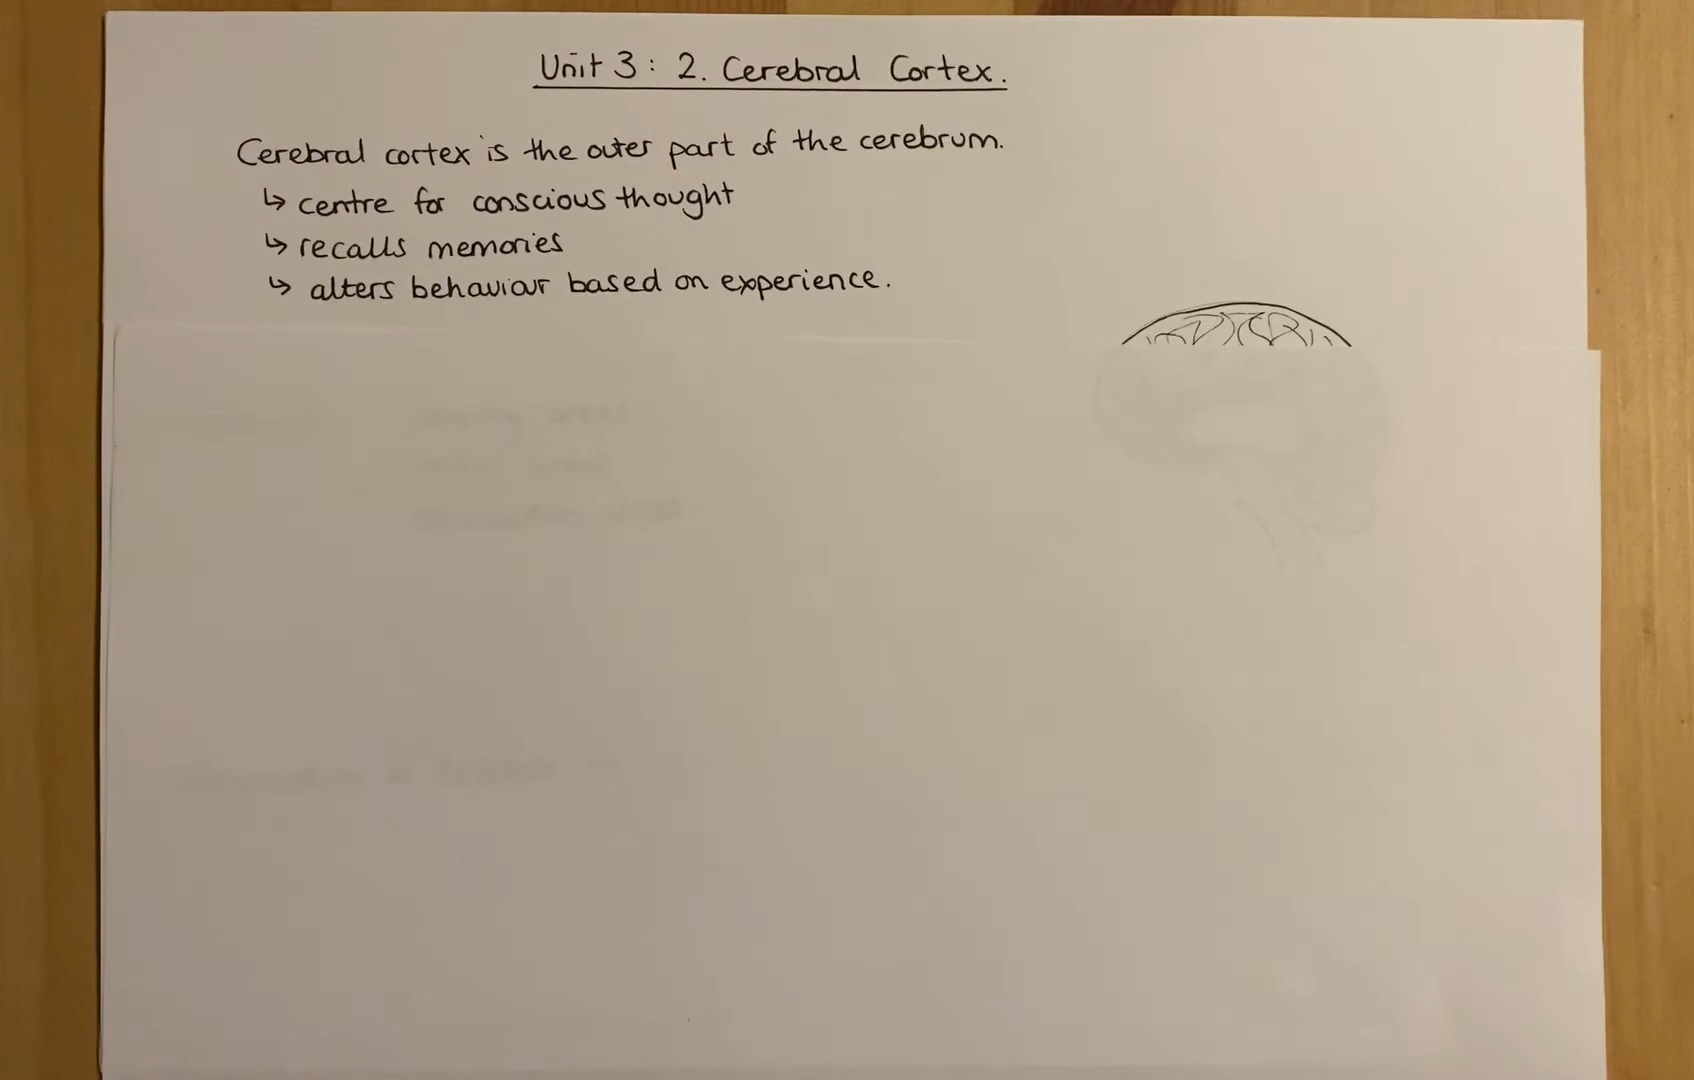 Unit 3: 2. Cerebral Cortex.
Cerebral cortex is the outer part of the cerebrum.
↳ centre for conscious thought
↳ recalls memories
↳ alters behaviour based on experience.